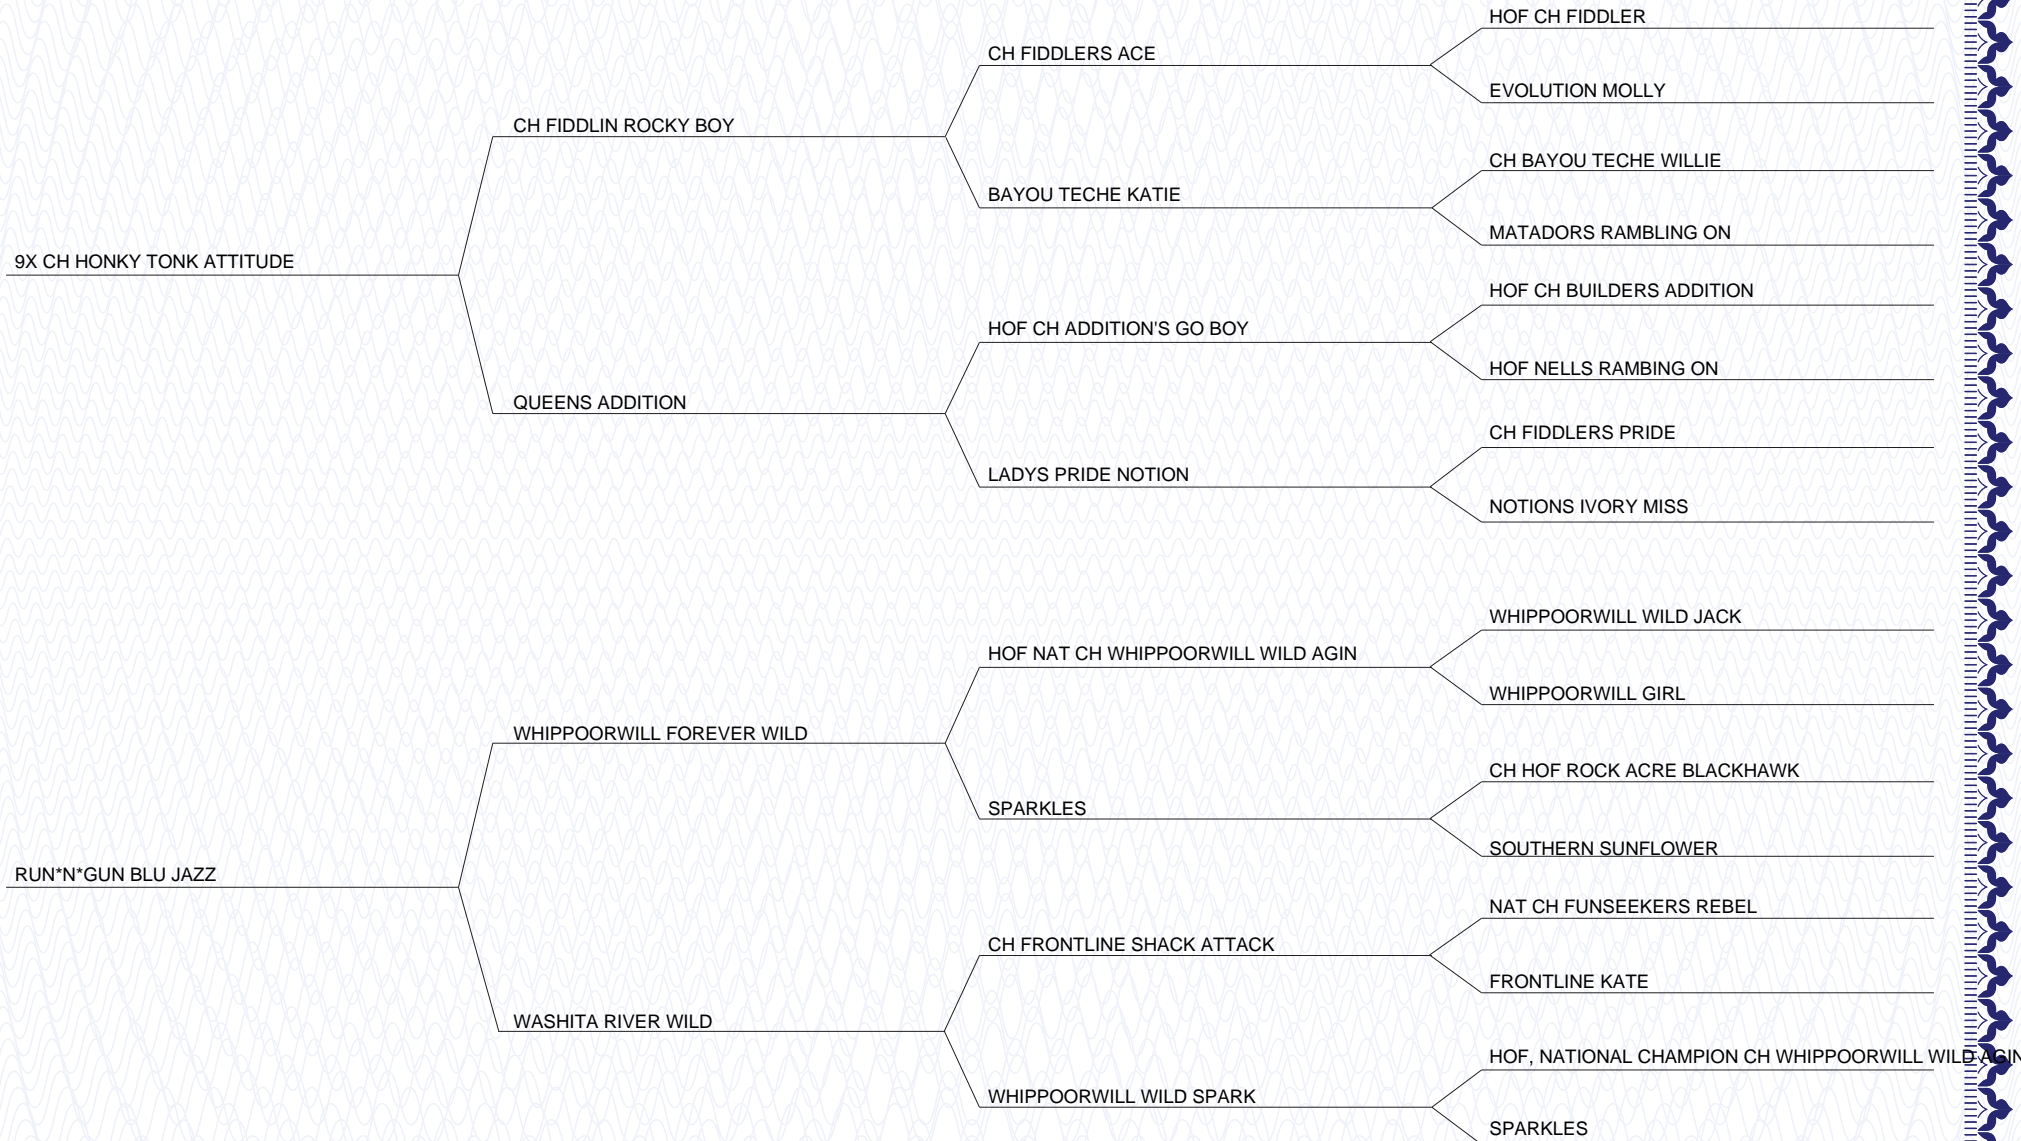 HOF CH FIDDLER
CH FIDDLERS ACE
EVOLUTION MOLLY
CH FIDDLIN ROCKY BOY
CH BAYOU TECHE WILLIE
BAYOU TECHE KATIE
MATADORS RAMBLING ON
9X CH HONKY TONK ATTITUDE
HOF CH BUILDERS ADDITION
HOF CH ADDITION'S GO BOY
HOF NELLS RAMBING ON
QUEENS ADDITION
CH FIDDLERS PRIDE
LADYS PRIDE NOTION
NOTIONS IVORY MISS
WHIPPOORWILL WILD JACK
HOF NAT CH WHIPPOORWILL WILD AGIN
WHIPPOORWILL GIRL
WHIPPOORWILL FOREVER WILD
CH HOF ROCK ACRE BLACKHAWK
SPARKLES
SOUTHERN SUNFLOWER
RUN*N*GUN BLU JAZZ
NAT CH FUNSEEKERS REBEL
CH FRONTLINE SHACK ATTACK
FRONTLINE KATE
WASHITA RIVER WILD
HOF, NATIONAL CHAMPION CH WHIPPOORWILL WILD AGIN
WHIPPOORWILL WILD SPARK
SPARKLES